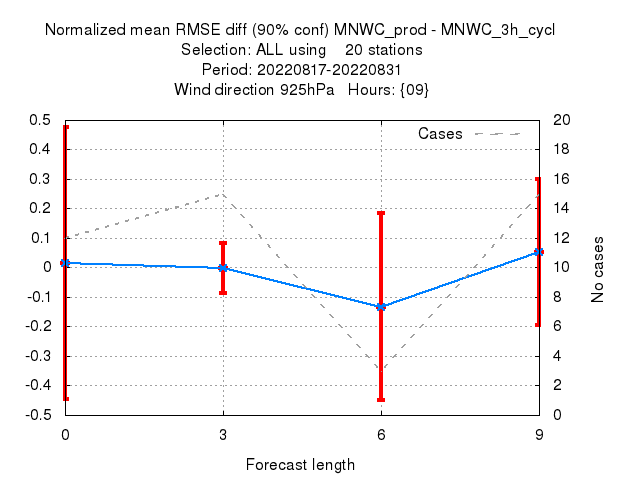 Normalized mean RMSE diff (90% conf) MNWC_prod - MNWC_3h_cycl
Selection: ALL using    20 stations
Period: 20220817-20220831
Wind direction 925hPa   Hours: {09}
Cases
0.5
0.4
0.3
0.2
0.1
0
-0.1
-0.2
-0.3
-0.4
-0.5
20
18
16
14
12
10
8
6
4
2
0
No cases
0 3 6 9
Forecast length